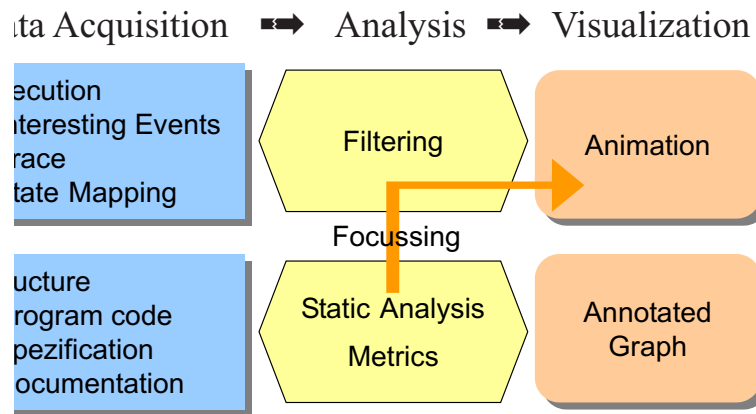 ata Acquisition ➠ Analysis ➠ Visualization
ecution
nteresting Events
race
tate Mapping
Filtering
Animation
Focussing
ucture
rogram code
pezification
ocumentation
Static Analysis
Metrics
Annotated
Graph